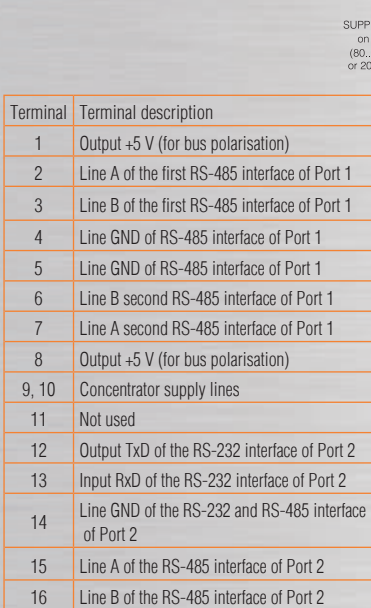 SUPP
on
(80..
or 20
Terminal Terminal description
1 Output +5 V (for bus polarisation)
2 Line A of the first RS-485 interface of Port 1
3 Line B of the first RS-485 interface of Port 1
4 Line GND of RS-485 interface of Port 1
5 Line GND of RS-485 interface of Port 1
6 Line B second RS-485 interface of Port 1
7 Line A second RS-485 interface of Port 1
8 Output +5 V (for bus polarisation)
9, 10 Concentrator supply lines
11 Not used
12 Output TxD of the RS-232 interface of Port 2
13 Input RxD of the RS-232 interface of Port 2
14 Line GND of the RS-232 and RS-485 interface
of Port 2
15 Line A of the RS-485 interface of Port 2
16 Line B of the RS-485 interface of Port 2